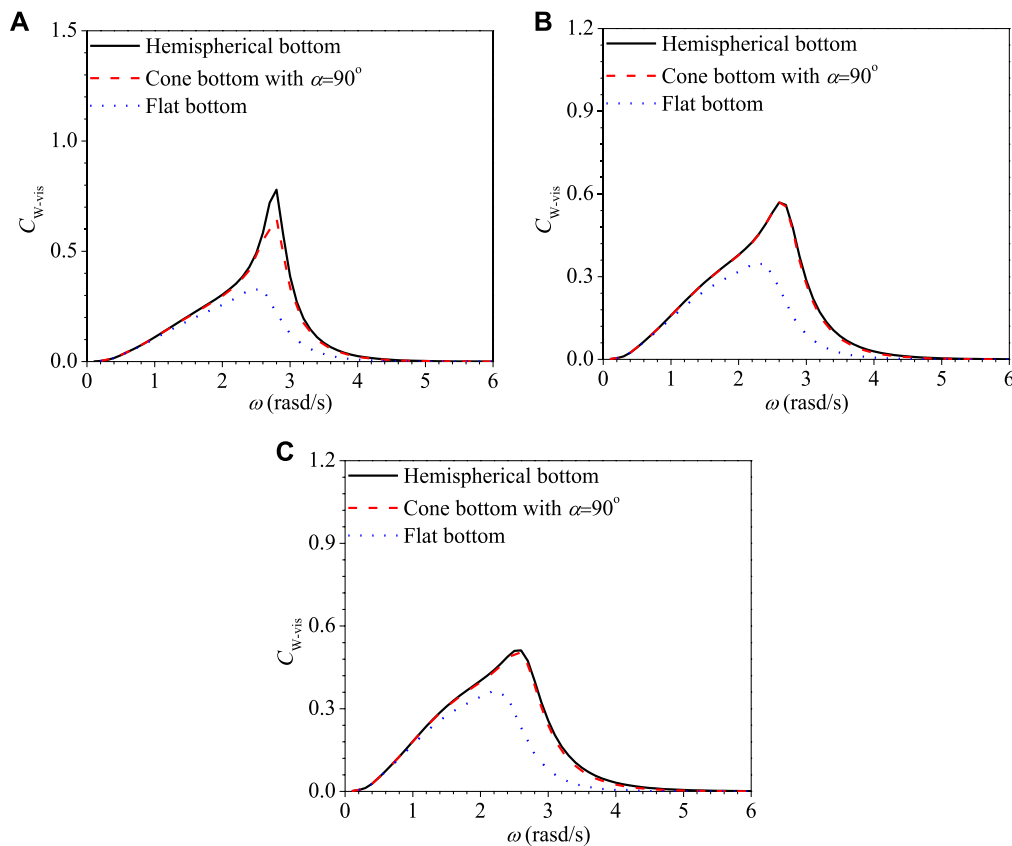 A
1.5
1.0
0.5
0.0
C_W-vis
Hemispherical bottom
Cone bottom with α=90°
Flat bottom
0 1 2 3 4 5 6
ω (rasd/s)
B
1.2
0.9
0.6
0.3
0.0
C_W-vis
Hemispherical bottom
Cone bottom with α=90°
Flat bottom
0 1 2 3 4 5 6
ω (rasd/s)
C
1.2
0.9
0.6
0.3
0.0
C_W-vis
Hemispherical bottom
Cone bottom with α=90°
Flat bottom
0 1 2 3 4 5 6
ω (rasd/s)